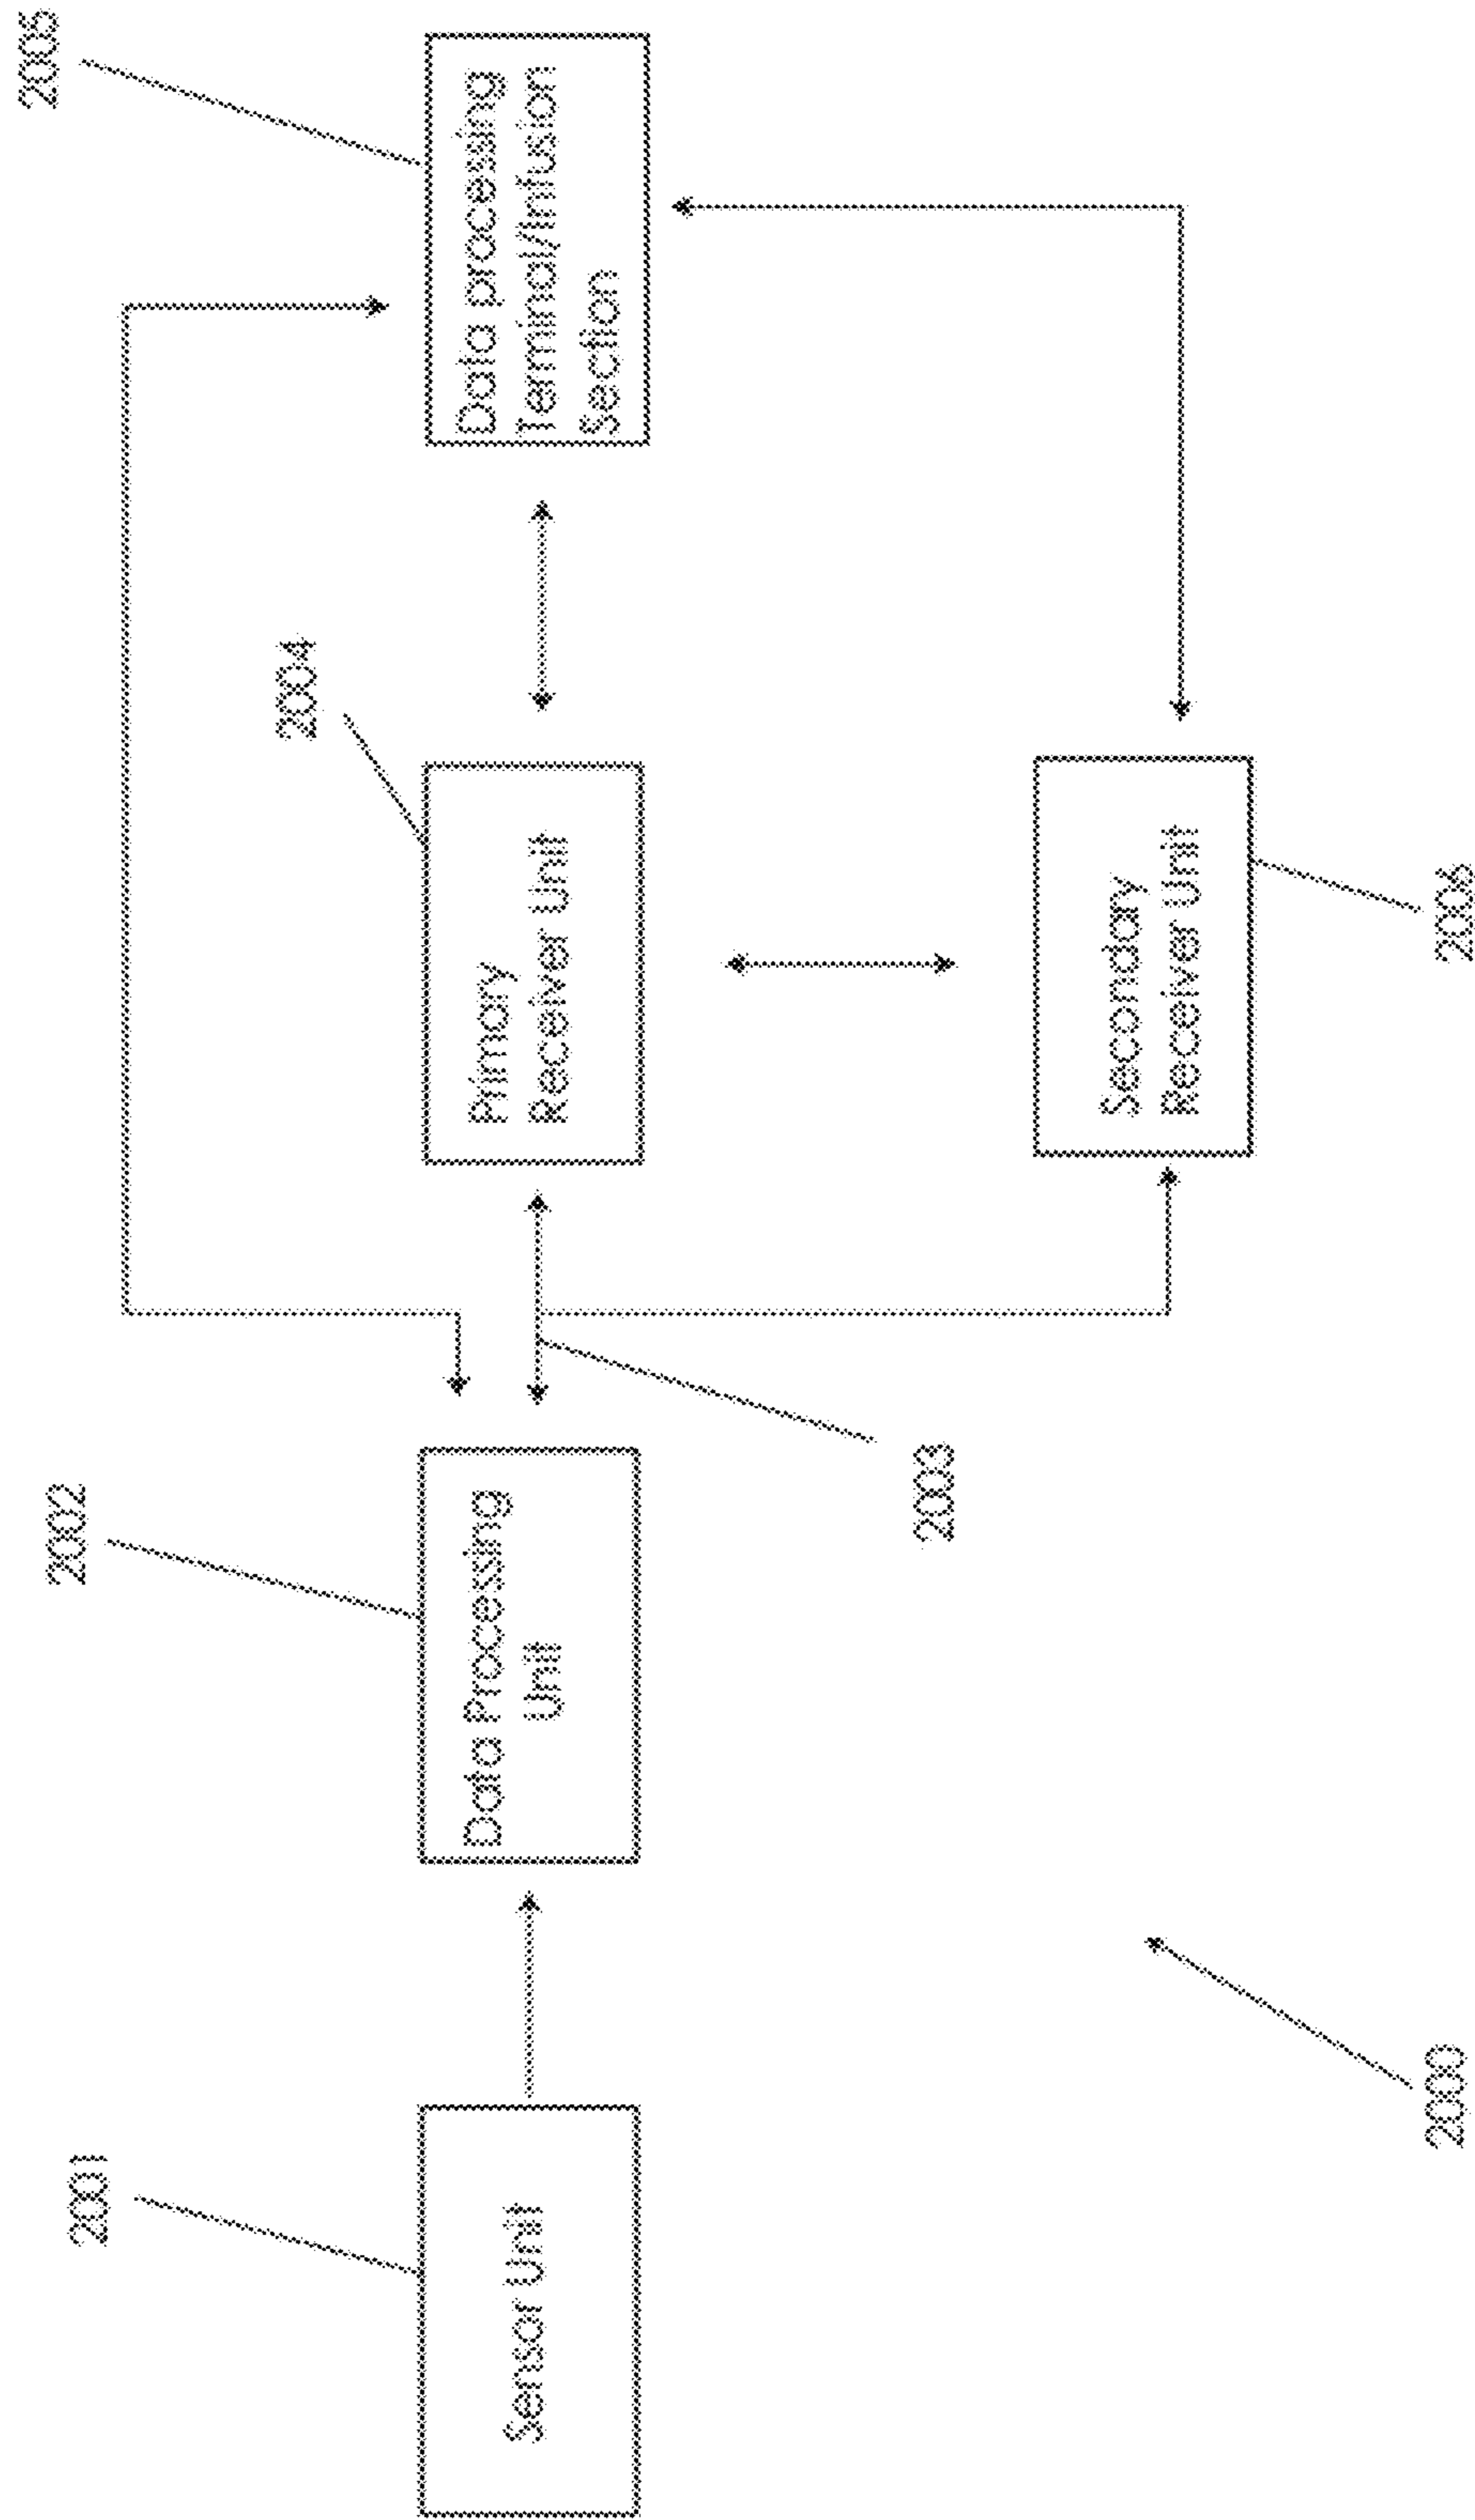 2001
Sensor Unit
2002
Data Processing
Unit
2003
2004
Primary
Receiver Unit
2005
Data processing
Terminal/Infusion
Section
Secondary
Receiver Unit
2006
2000